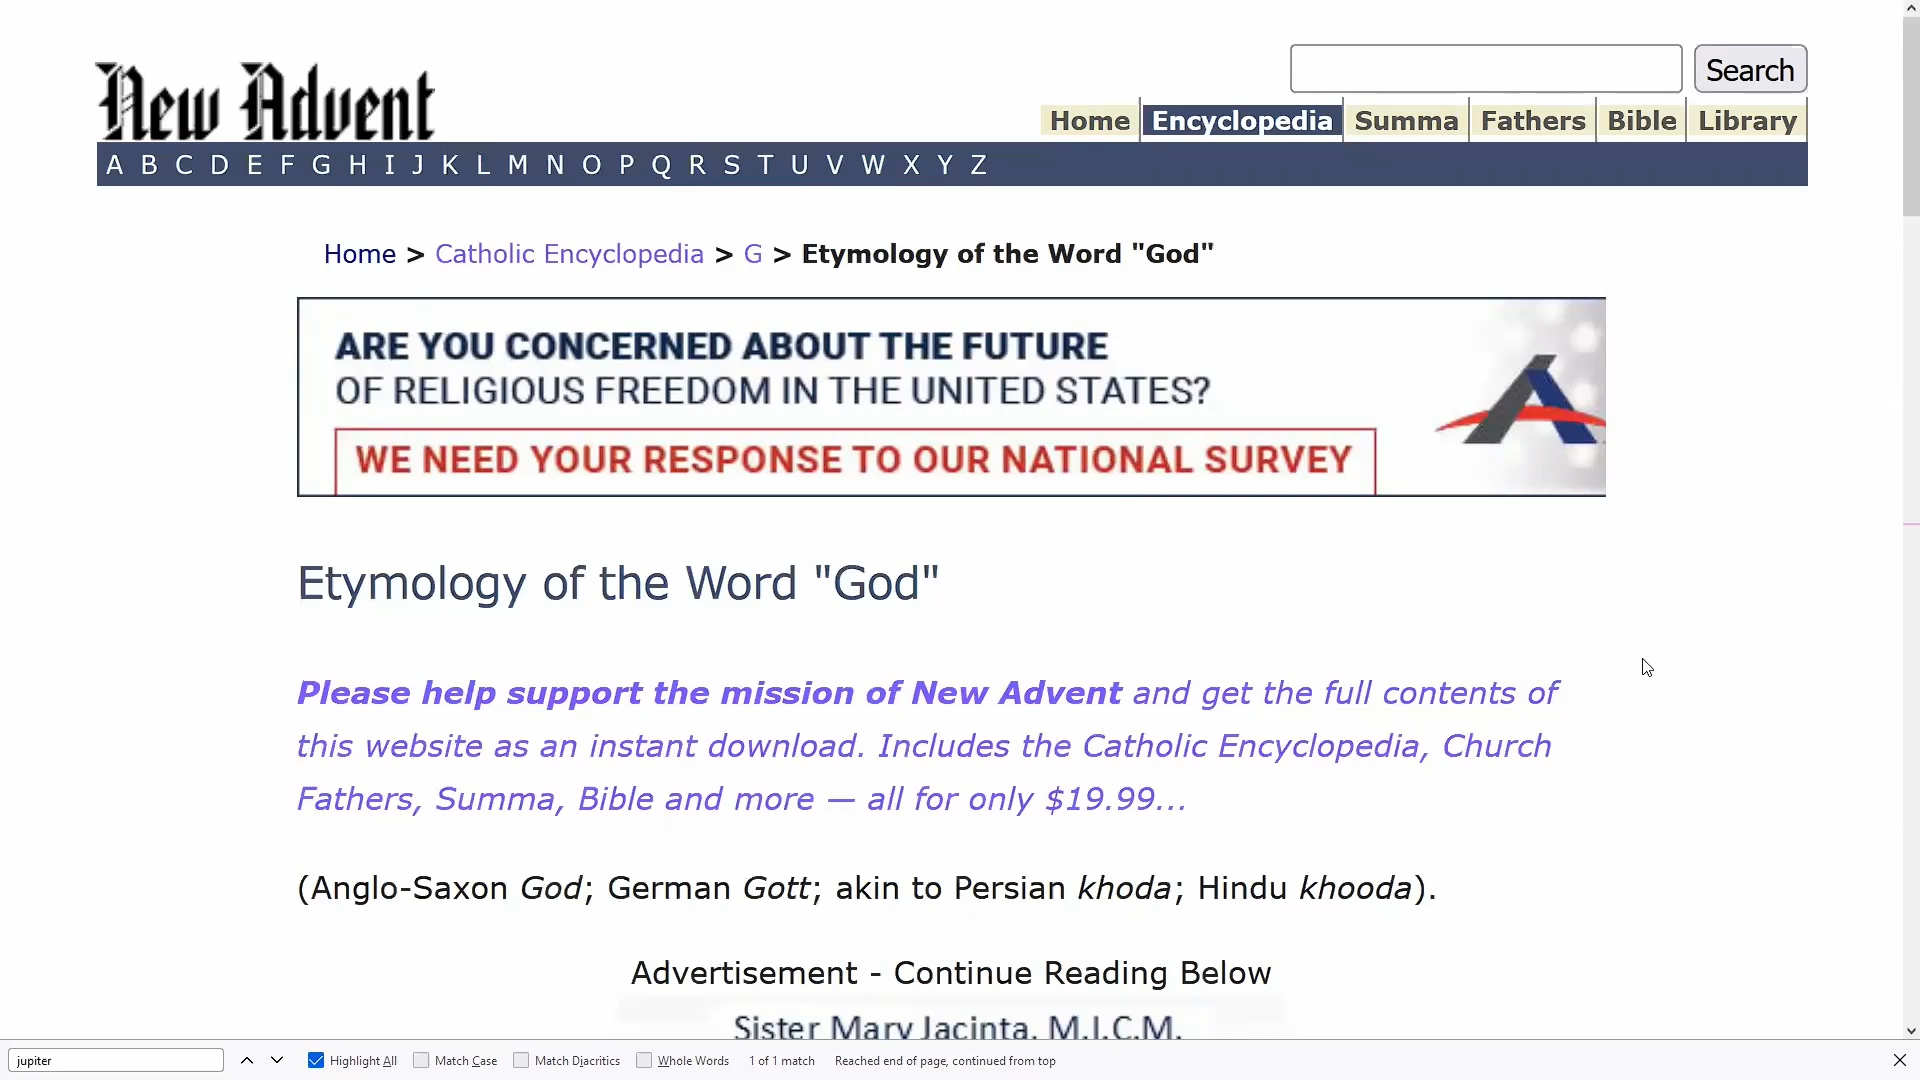 New Advent
Search
Home Encyclopedia Summa Fathers Bible Library
A B C D E F G H I J K L M N O P Q R S T U V W X Y Z
Home > Catholic Encyclopedia > G > Etymology of the Word "God"
ARE YOU CONCERNED ABOUT THE FUTURE
OF RELIGIOUS FREEDOM IN THE UNITED STATES?
WE NEED YOUR RESPONSE TO OUR NATIONAL SURVEY
Etymology of the Word "God"
Please help support the mission of New Advent and get the full contents of
this website as an instant download. Includes the Catholic Encyclopedia, Church
Fathers, Summa, Bible and more — all for only $19.99...
(Anglo-Saxon God; German Gott; akin to Persian khoda; Hindu khooda).
Advertisement - Continue Reading Below
Sister Mary Jacinta, M.I.C.M.
jupiter Highlight All Match Case Match Diacritics Whole Words 1 of 1 match Reached end of page, continued from top